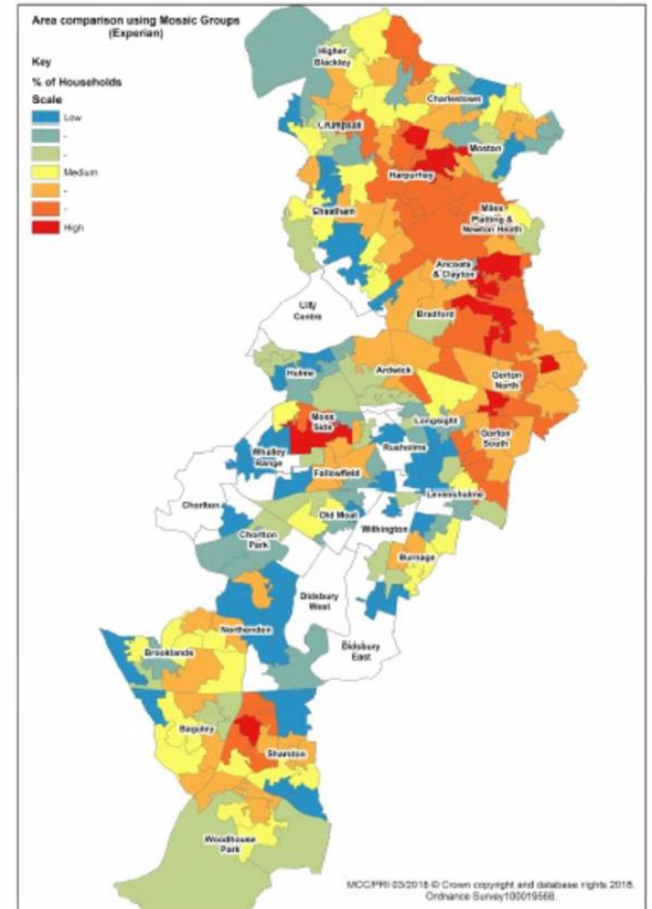 Area comparison using Mosaic Groups
(Experian)
Key
% of Households
Scale
Low
-
-
Medium
-
-
High
Higher
Blackley
Charlestown
Crumpsall
Moston
Harpurhey
Cheetham
Miles
Platting &
Newton Heath
Ancoats
& Clayton
City
Centre
Bradford
Hulme
Ardwick
Gorton
North
Moss
Side
Longsight
Gorton
South
Rusholme
Whalley
Range
Fallowfield
Levenshulme
Chorlton
Old Moat
Withington
Chorlton
Park
Burnage
Didsbury
West
Northenden
Didsbury
East
Brooklands
Baguley
Sharston
Woodhouse
Park
MCC/PRI 03/2018 © Crown copyright and database rights 2018.
Ordnance Survey100019568.